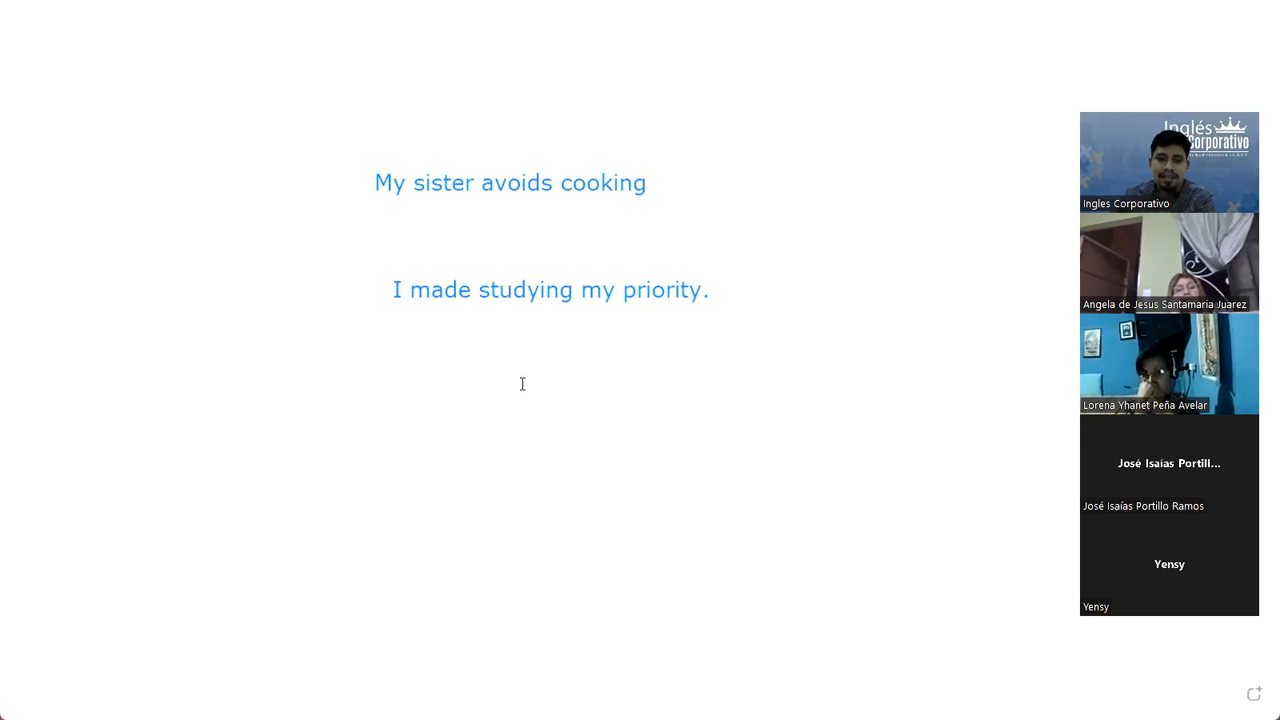 My sister avoids cooking
I made studying my priority.
Inglés
Corporativo
Ingles Corporativo
Angela de Jesus Santamaria Juarez
Lorena Yhanet Peña Avelar
José Isaías Portill...
José Isaías Portillo Ramos
Yensy
Yensy